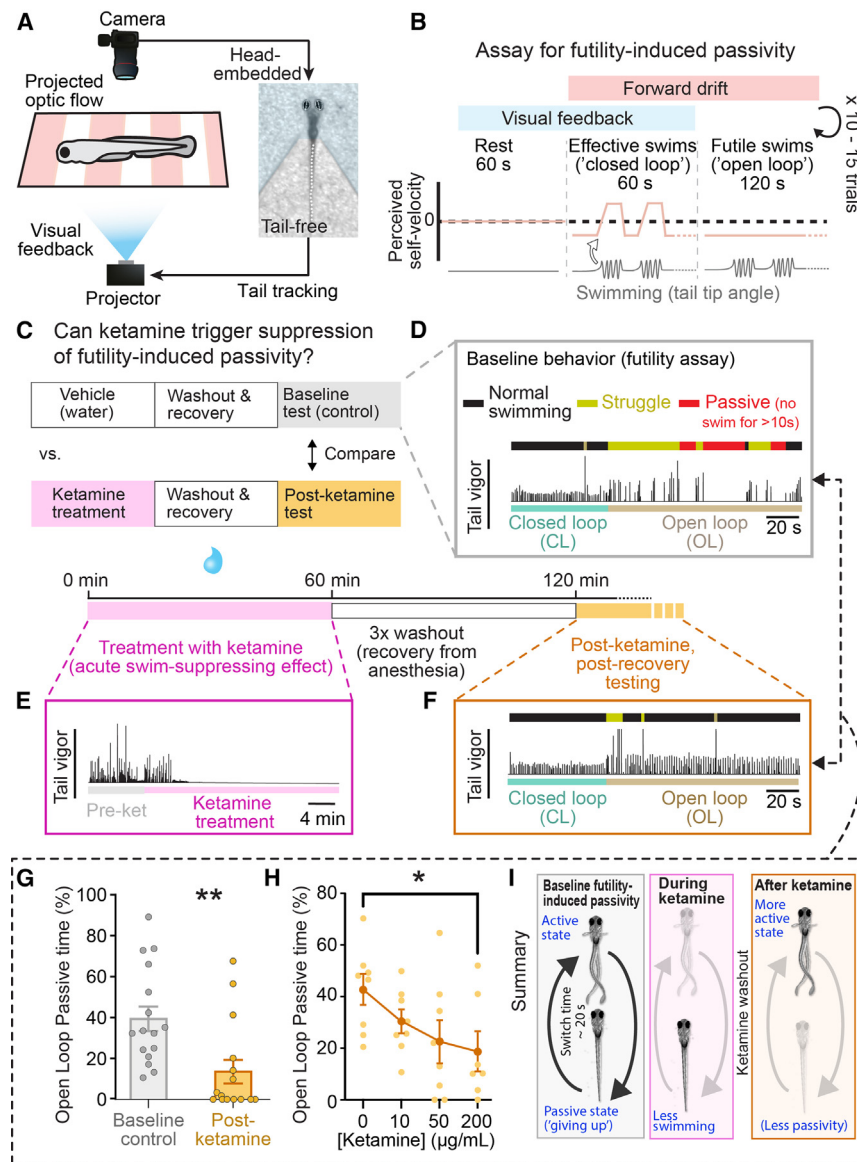 A
Camera
Head-
embedded
Projected
optic flow
Tail-free
Visual
feedback
Projector
Tail tracking
B
Assay for futility-induced passivity
Forward drift
Visual feedback
x 10 - 15 trials
Rest
60 s
Effective swims
('closed loop')
60 s
Futile swims
('open loop')
120 s
Perceived
self-velocity
0
Swimming (tail tip angle)
C
Can ketamine trigger suppression
of futility-induced passivity?
Vehicle
(water)
Washout &
recovery
Baseline
test (control)
vs.
Compare
Ketamine
treatment
Washout &
recovery
Post-ketamine
test
D
Baseline behavior (futility assay)
Normal
swimming
Struggle
Passive (no
swim for >10s)
Tail vigor
Closed loop
(CL)
Open loop
(OL)
20 s
0 min
60 min
120 min
Treatment with ketamine
(acute swim-suppressing effect)
3x washout
(recovery from
anesthesia)
Post-ketamine,
post-recovery
testing
E
Tail vigor
Pre-ket
Ketamine
treatment
4 min
F
Tail vigor
Closed loop
(CL)
Open loop
(OL)
20 s
G
Open Loop Passive time (%)
100
80
60
40
20
0
**
Baseline
control
Post-
ketamine
H
Open Loop Passive time (%)
80
60
40
20
0
*
0
10
50
200
[Ketamine] (µg/mL)
I
Summary
Baseline futility-
induced passivity
Active
state
Switch time
~ 20 s
Passive state
('giving up')
During
ketamine
Less
swimming
Ketamine washout
After ketamine
More
active
state
(Less passivity)